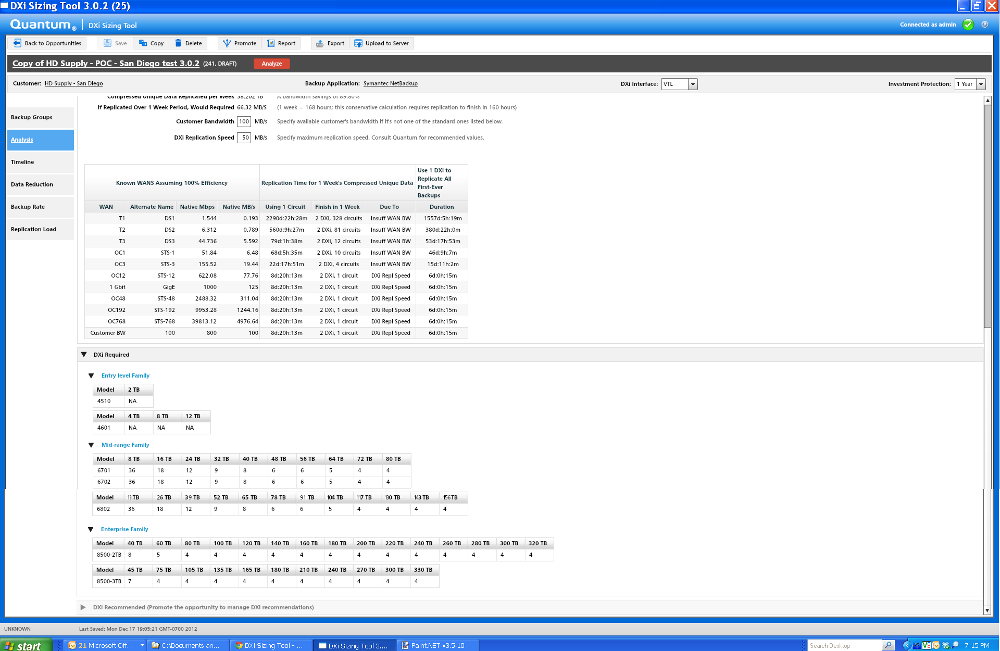 DXi Sizing Tool 3.0.2 (25)
Quantum® | DXi Sizing Tool
Connected as admin
Back to Opportunities Save Copy Delete Promote Report Export Upload to Server
Copy of HD Supply - POC - San Diego test 3.0.2 (241, DRAFT) Analyze
Customer: HD Supply - San Diego Backup Application: Symantec NetBackup DXi Interface: VTL Investment Protection: 1 Year
Backup Groups
Analysis
Timeline
Data Reduction
Backup Rate
Replication Load
Compressed Unique Data Replicated per Week 38.202 TB A bandwidth savings of 89.80%
If Replicated Over 1 Week Period, Would Required 66.32 MB/S (1 week = 168 hours; this conservative calculation requires replication to finish in 160 hours)
Customer Bandwidth 100 MB/s Specify available customer's bandwidth if it's not one of the standard ones listed below.
DXi Replication Speed 50 MB/s Specify maximum replication speed. Consult Quantum for recommended values.
Known WANS Assuming 100% Efficiency Replication Time for 1 Week's Compressed Unique Data Use 1 DXi to Replicate All First-Ever Backups
WAN Alternate Name Native Mbps Native MB/s Using 1 Circuit Finish in 1 Week Due To Duration
T1 DS1 1.544 0.193 2290d:22h:28m 2 DXi, 328 circuits Insuff WAN BW 1557d:5h:19m
T2 DS2 6.312 0.789 560d:9h:27m 2 DXi, 81 circuits Insuff WAN BW 380d:22h:0m
T3 DS3 44.736 5.592 79d:1h:38m 2 DXi, 12 circuits Insuff WAN BW 53d:17h:53m
OC1 STS-1 51.84 6.48 68d:5h:35m 2 DXi, 10 circuits Insuff WAN BW 46d:9h:7m
OC3 STS-3 155.52 19.44 22d:17h:51m 2 DXi, 4 circuits Insuff WAN BW 15d:11h:2m
OC12 STS-12 622.08 77.76 8d:20h:13m 2 DXi, 1 circuit DXi Repl Speed 6d:0h:15m
1 Gbit GigE 1000 125 8d:20h:13m 2 DXi, 1 circuit DXi Repl Speed 6d:0h:15m
OC48 STS-48 2488.32 311.04 8d:20h:13m 2 DXi, 1 circuit DXi Repl Speed 6d:0h:15m
OC192 STS-192 9953.28 1244.16 8d:20h:13m 2 DXi, 1 circuit DXi Repl Speed 6d:0h:15m
OC768 STS-768 39813.12 4976.64 8d:20h:13m 2 DXi, 1 circuit DXi Repl Speed 6d:0h:15m
Customer BW 100 800 100 8d:20h:13m 2 DXi, 1 circuit DXi Repl Speed 6d:0h:15m
DXi Required
Entry level Family
Model 2 TB
4510 NA
Model 4 TB 8 TB 12 TB
4601 NA NA NA
Mid-range Family
Model 8 TB 16 TB 24 TB 32 TB 40 TB 48 TB 56 TB 64 TB 72 TB 80 TB
6701 36 18 12 9 8 6 6 5 4 4
6702 36 18 12 9 8 6 6 5 4 4
Model 13 TB 26 TB 39 TB 52 TB 65 TB 78 TB 91 TB 104 TB 117 TB 130 TB 143 TB 156 TB
6802 36 18 12 9 8 6 6 5 4 4 4 4
Enterprise Family
Model 40 TB 60 TB 80 TB 100 TB 120 TB 140 TB 160 TB 180 TB 200 TB 220 TB 240 TB 260 TB 280 TB 300 TB 320 TB
8500-2TB 8 5 4 4 4 4 4 4 4 4 4 4 4 4 4
Model 45 TB 75 TB 105 TB 135 TB 165 TB 180 TB 210 TB 240 TB 270 TB 300 TB 330 TB
8500-3TB 7 4 4 4 4 4 4 4 4 4 4
DXi Recommended (Promote the opportunity to manage DXi recommendations)
UNKNOWN Last Saved: Mon Dec 17 19:05:21 GMT-0700 2012
start 21 Microsoft Off... C:\Documents an... DXi Sizing Tool - ... DXi Sizing Tool 3.... Paint.NET v3.5.10 Search Desktop 7:15 PM